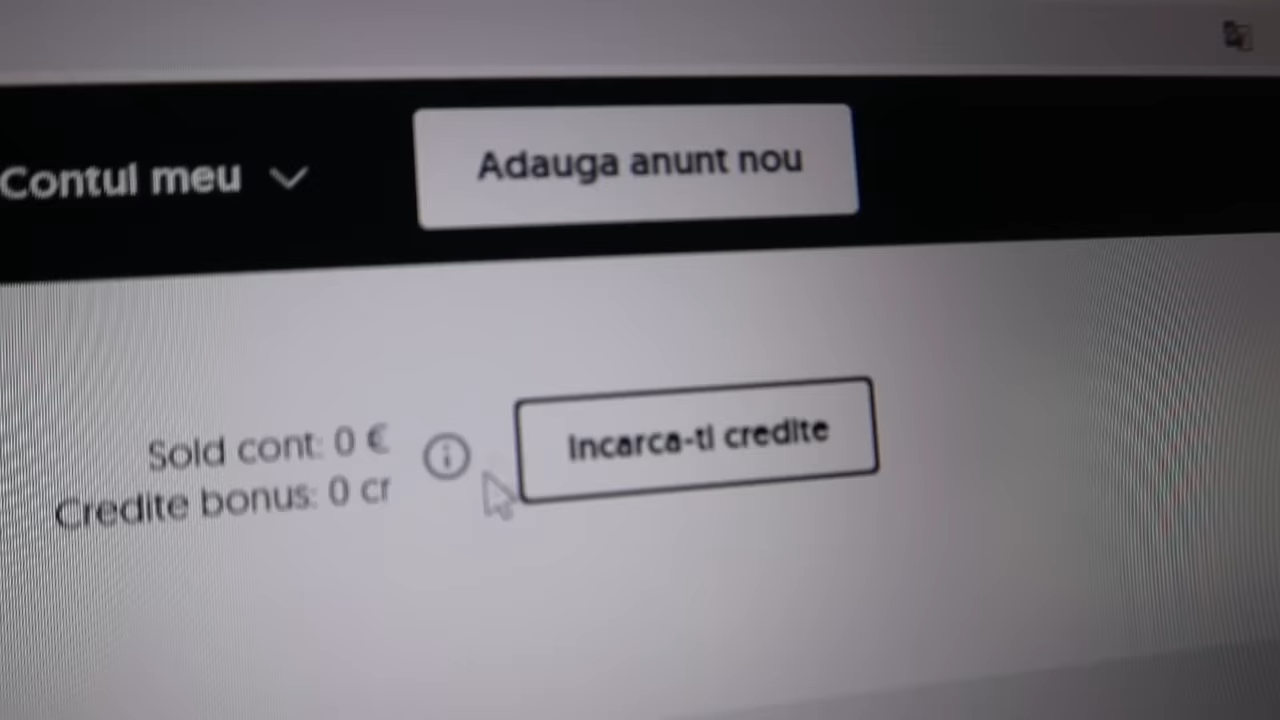 Contul meu
Adauga anunt nou
Sold cont: 0 €
Credite bonus: 0 cr
Incarca-ti credite